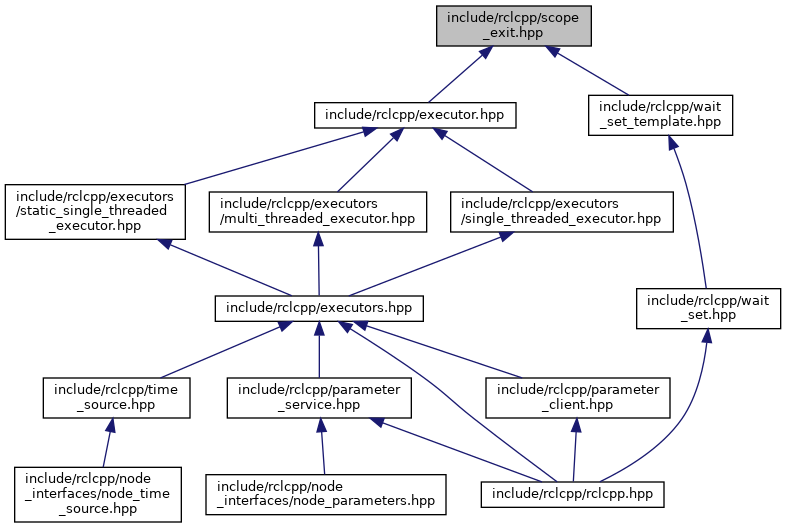 include/rclcpp/scope
_exit.hpp
include/rclcpp/executor.hpp
include/rclcpp/wait
_set_template.hpp
include/rclcpp/executors
/static_single_threaded
_executor.hpp
include/rclcpp/executors
/multi_threaded_executor.hpp
include/rclcpp/executors
/single_threaded_executor.hpp
include/rclcpp/executors.hpp
include/rclcpp/wait
_set.hpp
include/rclcpp/time
_source.hpp
include/rclcpp/parameter
_service.hpp
include/rclcpp/parameter
_client.hpp
include/rclcpp/node
_interfaces/node_time
_source.hpp
include/rclcpp/node
_interfaces/node_parameters.hpp
include/rclcpp/rclcpp.hpp